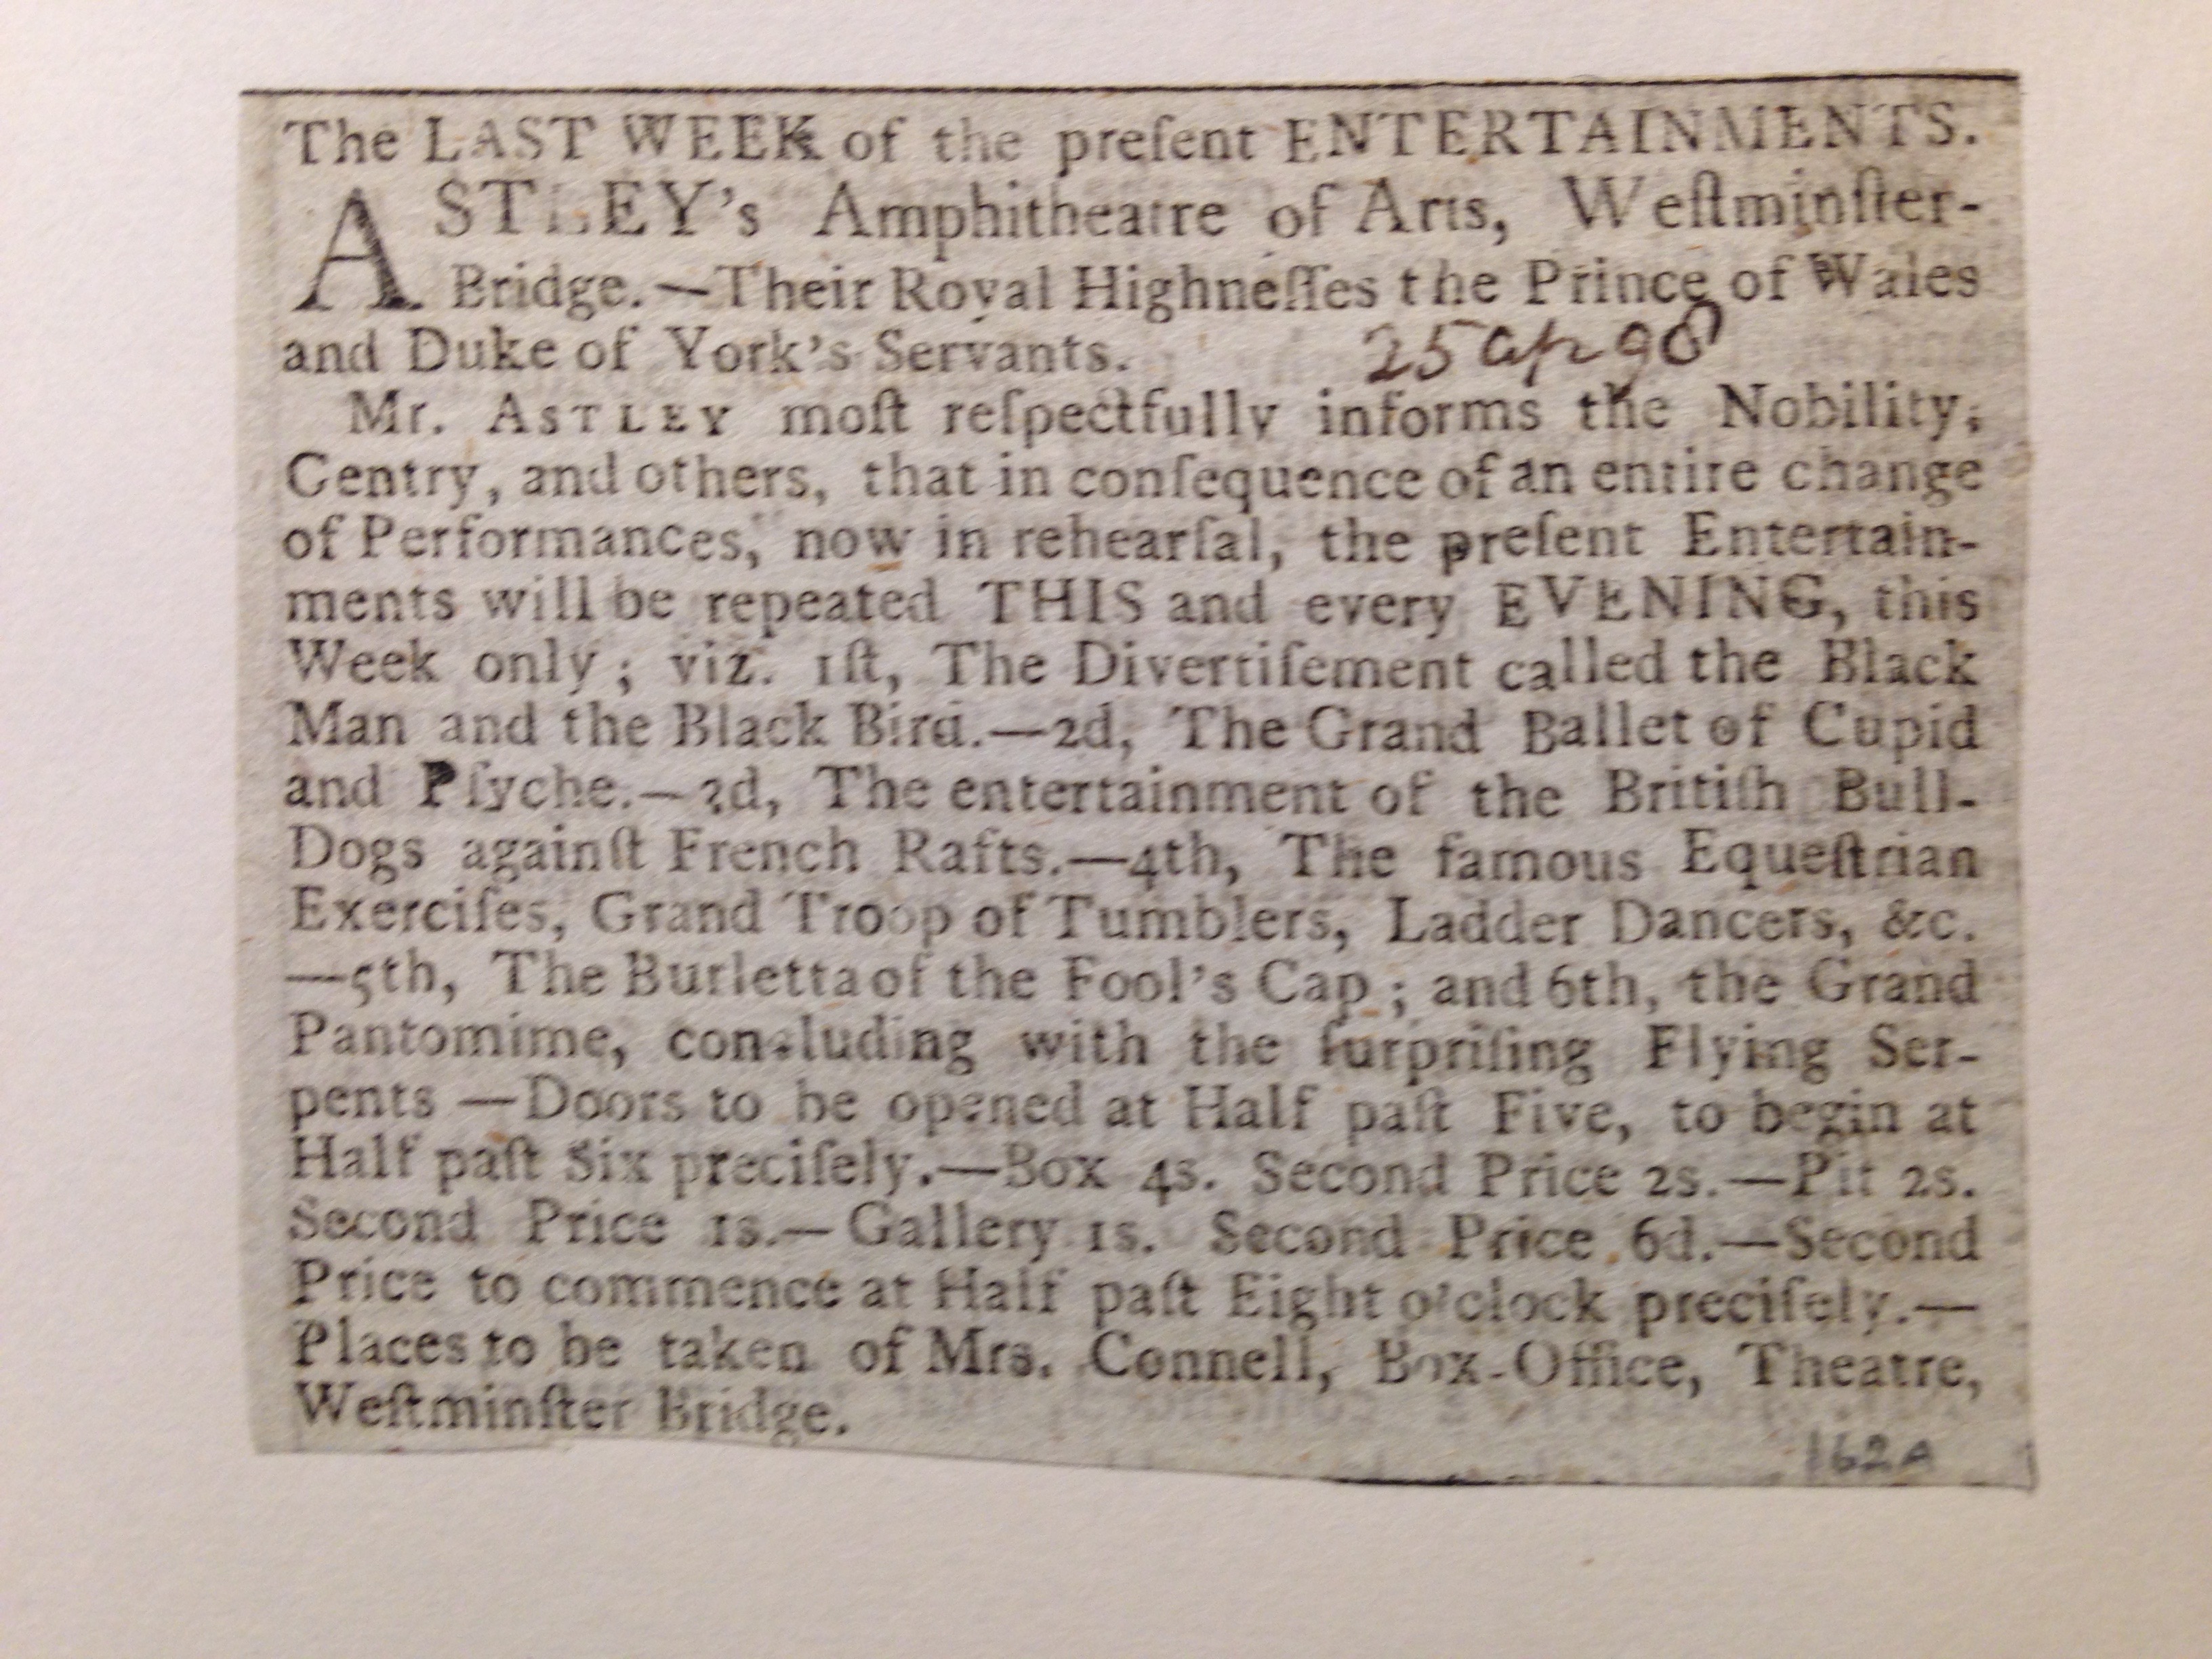 The LAST WEEK of the preſent ENTERTAINMENTS.
ASTLEY's Amphitheatre of Arts, Weſtminſter-
Bridge.—Their Royal Highneſſes the Prince of Wales
and Duke of York's Servants.
25 Ap 98
Mr. ASTLEY moſt reſpectfully informs the Nobility,
Gentry, and others, that in conſequence of an entire change
of Performances, now in rehearſal, the preſent Entertain-
ments will be repeated THIS and every EVENING, this
Week only; viz. 1ſt, The Divertiſement called the Black
Man and the Black Bird.—2d, The Grand Ballet of Cupid
and Pſyche.—3d, The entertainment of the Britiſh Bull-
Dogs againſt French Rafts.—4th, The famous Equeſtrian
Exerciſes, Grand Troop of Tumblers, Ladder Dancers, &c.
—5th, The Burletta of the Fool's Cap; and 6th, the Grand
Pantomime, concluding with the ſurpriſing Flying Ser-
pents —Doors to be opened at Half paſt Five, to begin at
Half paſt Six preciſely.—Box 4s. Second Price 2s.—Pit 2s.
Second Price 1s.—Gallery 1s. Second Price 6d.—Second
Price to commence at Half paſt Eight o'clock preciſely.—
Places to be taken of Mrs. Connell, Box-Office, Theatre,
Weſtminſter Bridge.
162A